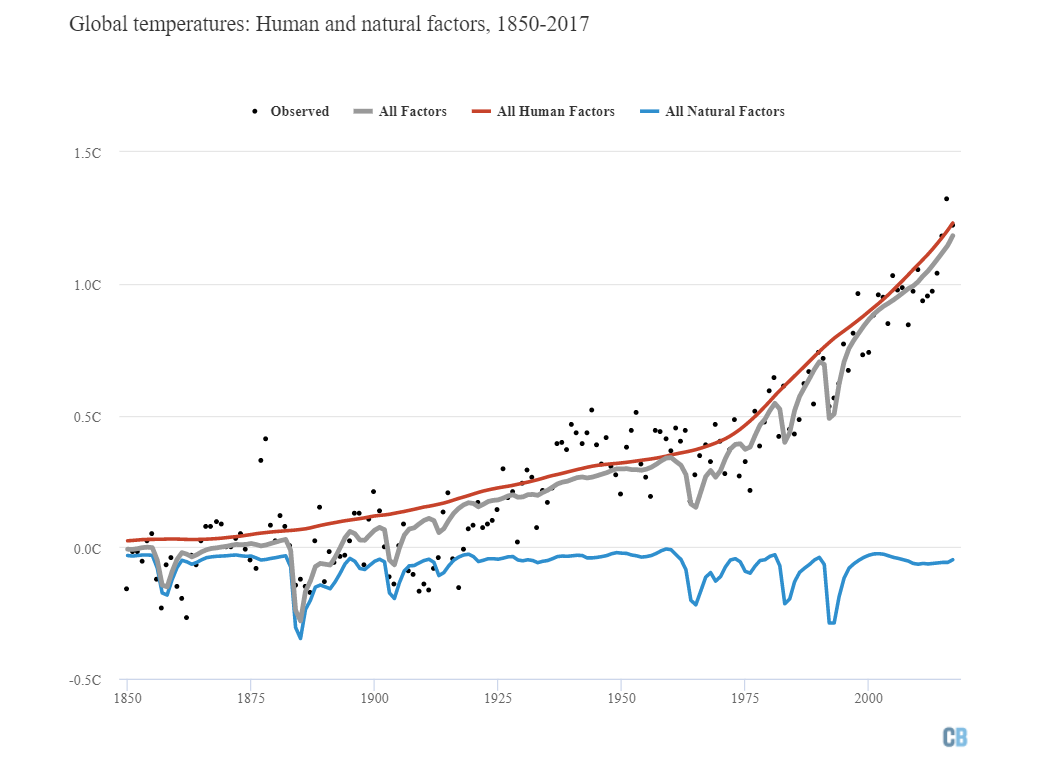 Global temperatures: Human and natural factors, 1850-2017
Observed All Factors All Human Factors All Natural Factors
1.5C
1.0C
0.5C
0.0C
-0.5C
1850 1875 1900 1925 1950 1975 2000
CB